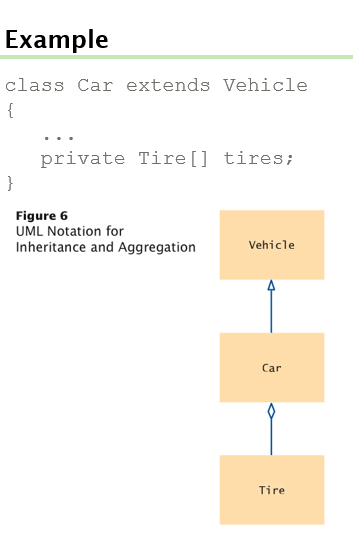 Example
class Car extends Vehicle
{
...
private Tire[] tires;
}
Figure 6
UML Notation for
Inheritance and Aggregation
Vehicle
Car
Tire